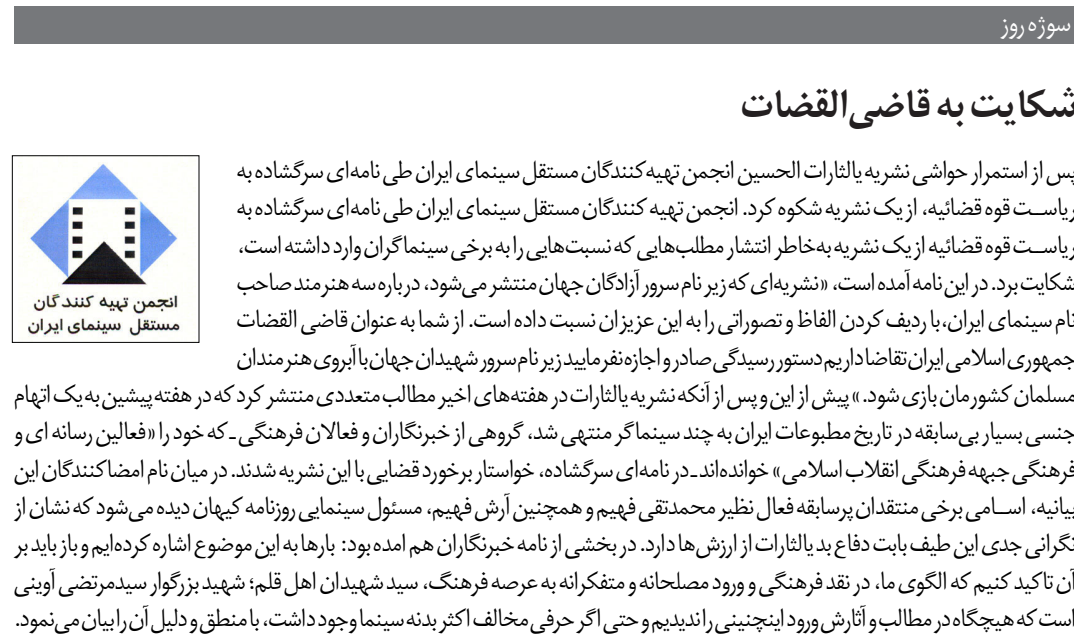 سوژه روز
شکایت به قاضی‌القضات
پس از استمرار حواشی نشریه یالثارات الحسین انجمن تهیه‌کنندگان مستقل سینمای ایران طی نامه‌ای سرگشاده به
ریاست قوه قضائیه، از یک نشریه شکوه کرد. انجمن تهیه کنندگان مستقل سینمای ایران طی نامه‌ای سرگشاده به
ریاست قوه قضائیه از یک نشریه به‌خاطر انتشار مطلب‌هایی که نسبت‌هایی را به برخی سینماگران وارد داشته است،
شکایت برد. در این نامه آمده است، «نشریه‌ای که زیر نام سرور آزادگان جهان منتشر می‌شود، درباره سه هنرمند صاحب
نام سینمای ایران، با ردیف کردن الفاظ و تصوراتی را به این عزیزان نسبت داده است. از شما به عنوان قاضی القضات
جمهوری اسلامی ایران تقاضا داریم دستور رسیدگی صادر و اجازه نفرمایید زیر نام سرور شهیدان جهان با آبروی هنرمندان
مسلمان کشورمان بازی شود.» پیش از این و پس از آنکه نشریه یالثارات در هفته‌های اخیر مطالب متعددی منتشر کرد که در هفته پیشین به یک اتهام
جنسی بسیار بی‌سابقه در تاریخ مطبوعات ایران به چند سینماگر منتهی شد، گروهی از خبرنگاران و فعالان فرهنگی ـ که خود را «فعالین رسانه ای و
فرهنگی جبهه فرهنگی انقلاب اسلامی» خوانده‌اند ـ در نامه‌ای سرگشاده، خواستار برخورد قضایی با این نشریه شدند. در میان نام امضاکنندگان این
بیانیه، اسامی برخی منتقدان پرسابقه فعال نظیر محمدتقی فهیم و همچنین آرش فهیم، مسئول سینمایی روزنامه کیهان دیده می‌شود که نشان از
نگرانی جدی این طیف بابت دفاع بد یالثارات از ارزش‌ها دارد. در بخشی از نامه خبرنگاران هم امده بود: بارها به این موضوع اشاره کرده‌ایم و باز باید بر
آن تاکید کنیم که الگوی ما، در نقد فرهنگی و ورود مصلحانه و متفکرانه به عرصه فرهنگ، سید شهیدان اهل قلم؛ شهید بزرگوار سیدمرتضی آوینی
است که هیچگاه در مطالب و آثارش ورود اینچنینی را ندیدیم و حتی اگر حرفی مخالف اکثر بدنه سینما وجود داشت، با منطق و دلیل آن را بیان می‌نمود.
انجمن تهیه کنندگان
مستقل سینمای ایران